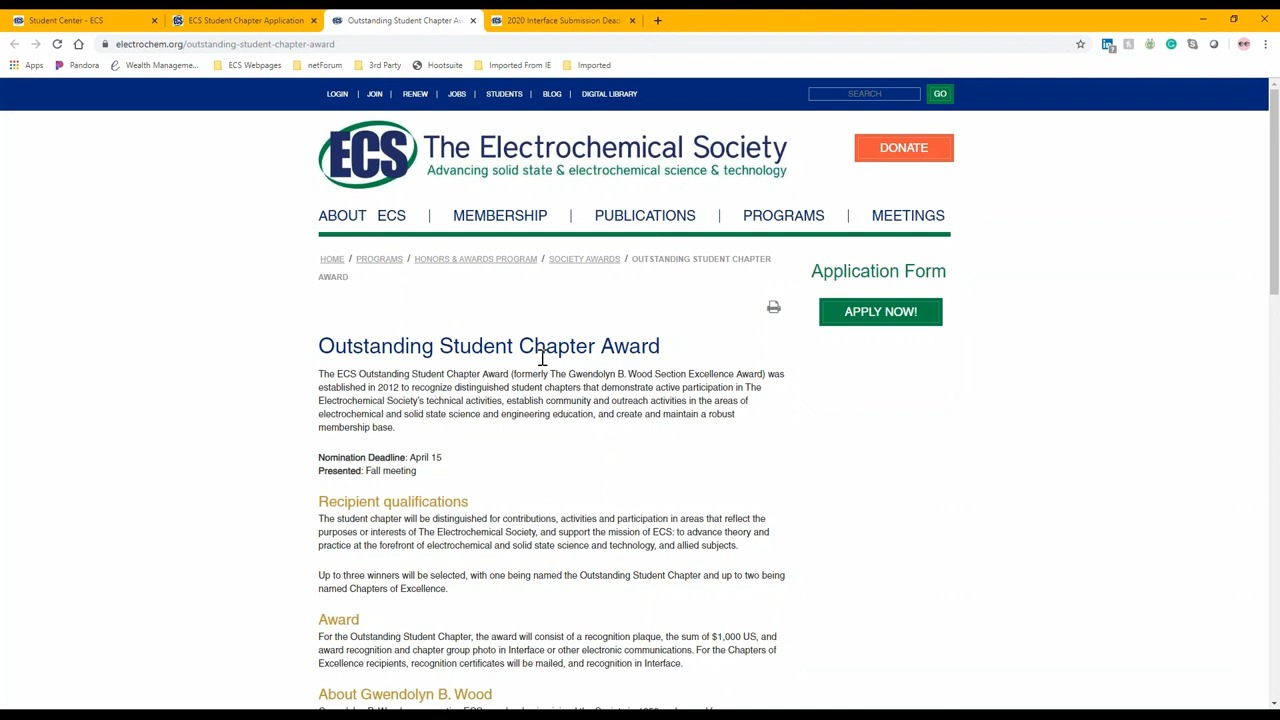 Student Center - ECS
ECS Student Chapter Application
Outstanding Student Chapter Aw
2020 Interface Submission Dead
electrochem.org/outstanding-student-chapter-award
Apps
Pandora
Wealth Manageme...
ECS Webpages
netForum
3rd Party
Hootsuite
Imported From IE
Imported
LOGIN | JOIN | RENEW | JOBS | STUDENTS | BLOG | DIGITAL LIBRARY
SEARCH
GO
ECS The Electrochemical Society
Advancing solid state & electrochemical science & technology
DONATE
ABOUT ECS | MEMBERSHIP | PUBLICATIONS | PROGRAMS | MEETINGS
HOME / PROGRAMS / HONORS & AWARDS PROGRAM / SOCIETY AWARDS / OUTSTANDING STUDENT CHAPTER
AWARD
Application Form
APPLY NOW!
Outstanding Student Chapter Award
The ECS Outstanding Student Chapter Award (formerly The Gwendolyn B. Wood Section Excellence Award) was
established in 2012 to recognize distinguished student chapters that demonstrate active participation in The
Electrochemical Society's technical activities, establish community and outreach activities in the areas of
electrochemical and solid state science and engineering education, and create and maintain a robust
membership base.
Nomination Deadline: April 15
Presented: Fall meeting
Recipient qualifications
The student chapter will be distinguished for contributions, activities and participation in areas that reflect the
purposes or interests of The Electrochemical Society, and support the mission of ECS: to advance theory and
practice at the forefront of electrochemical and solid state science and technology, and allied subjects.
Up to three winners will be selected, with one being named the Outstanding Student Chapter and up to two being
named Chapters of Excellence.
Award
For the Outstanding Student Chapter, the award will consist of a recognition plaque, the sum of $1,000 US, and
award recognition and chapter group photo in Interface or other electronic communications. For the Chapters of
Excellence recipients, recognition certificates will be mailed, and recognition in Interface.
About Gwendolyn B. Wood